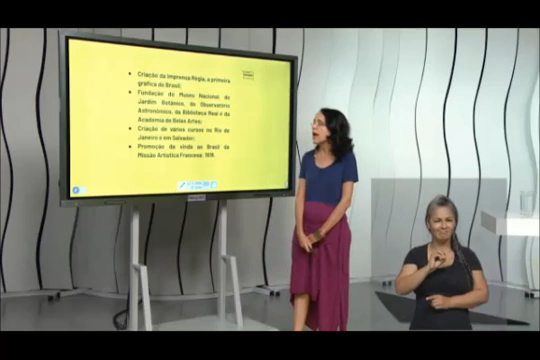 • Criação da Imprensa Régia, a primeira
gráfica do Brasil;
• Fundação do Museu Nacional, do
Jardim Botânico, do Observatório
Astronômico, da Biblioteca Real e da
Academia de Belas Artes;
• Criação de vários cursos no Rio de
Janeiro e em Salvador;
• Promoção da vinda ao Brasil da
Missão Artística Francesa: 1816.